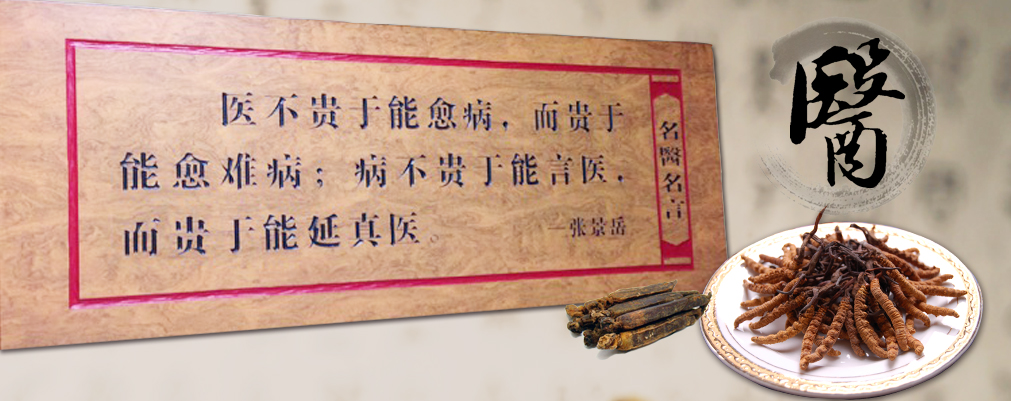 医不贵于能愈病，而贵于
能愈难病；病不贵于能言医，
而贵于能延真医。
—张景岳
名醫名言
醫